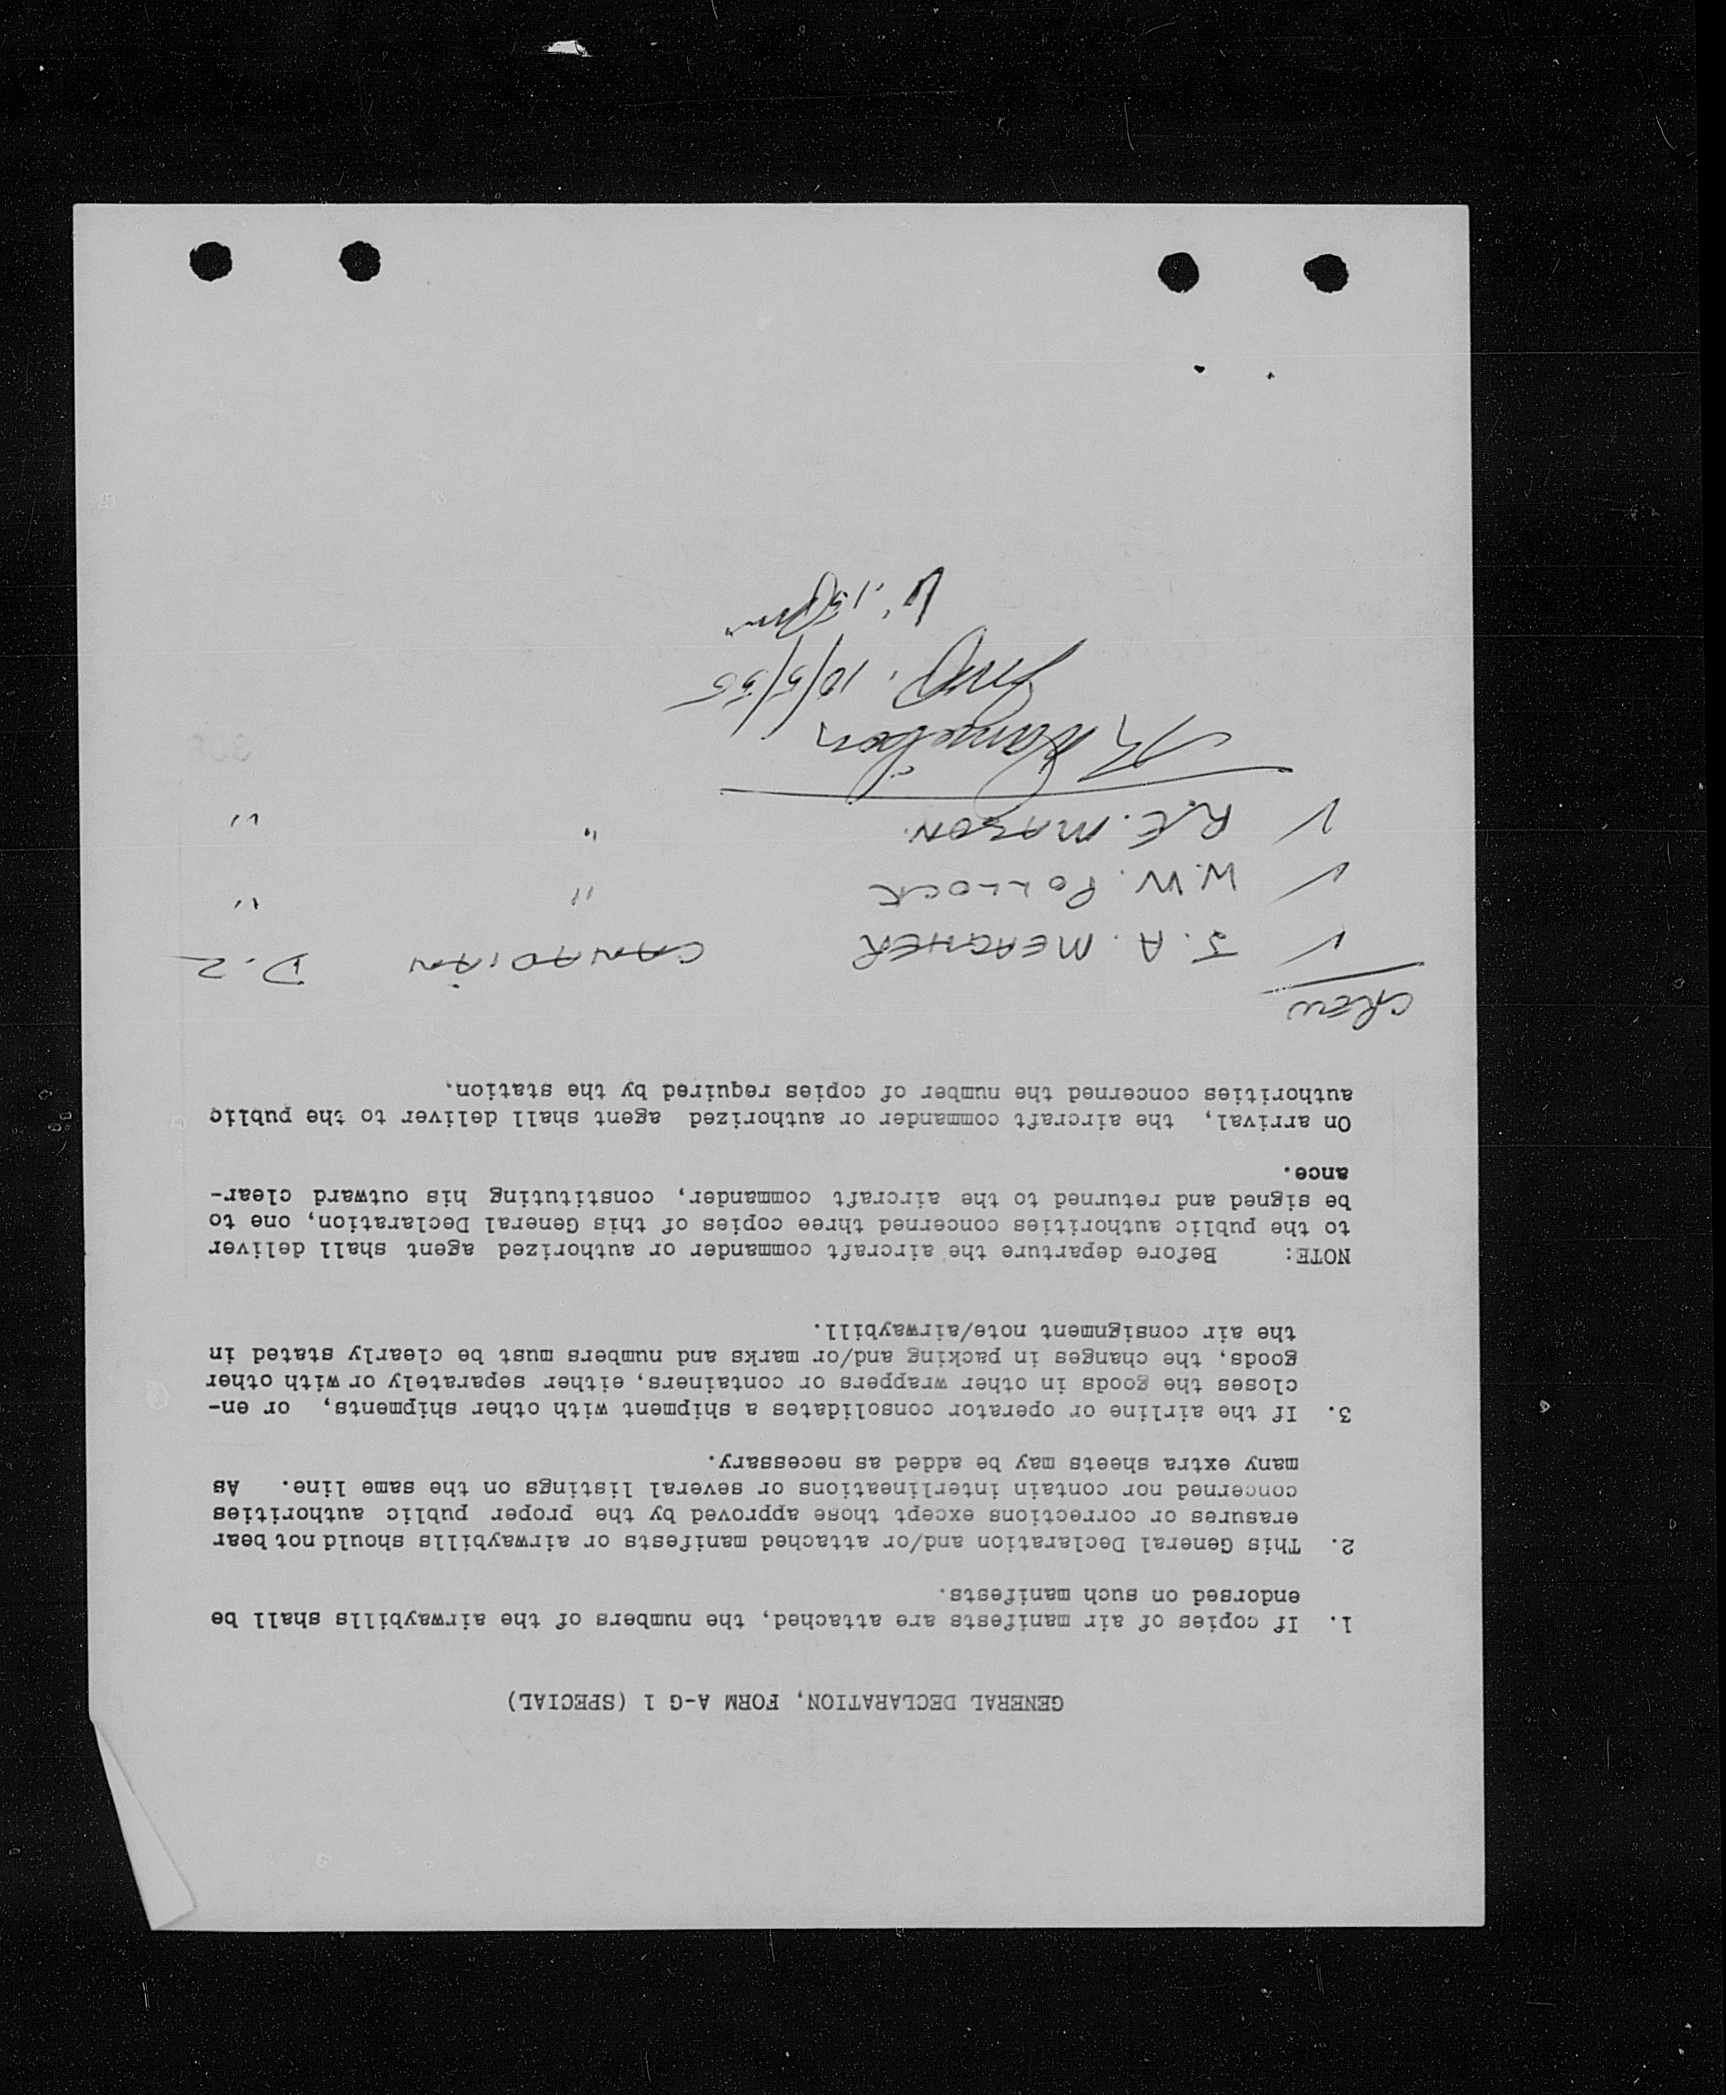 GENERAL DECLARATION, FORM A-G 1 (SPECIAL)
1. If copies of air manifests are attached, the numbers of the airwaybills shall be
endorsed on such manifests.
2. This General Declaration and/or attached manifests or airwaybills should not bear
erasures or corrections except those approved by the proper public authorities
concerned nor contain interlineations or several listings on the same line. As
many extra sheets may be added as necessary.
3. If the airline or operator consolidates a shipment with other shipments, or en-
closes the goods in other wrappers or containers, either separately or with other
goods, the changes in packing and/or marks and numbers must be clearly stated in
the air consignment note/airwaybill.
NOTE: Before departure the aircraft commander or authorized agent shall deliver
to the public authorities concerned three copies of this General Declaration, one to
be signed and returned to the aircraft commander, constituting his outward clear-
ance.
On arrival, the aircraft commander or authorized agent shall deliver to the public
authorities concerned the number of copies required by the station.
CREW
✓ J. A. MEAGHER CANADIAN D.2
✓ W.W. POLLOCK " "
✓ R.E. MASON. " "
10/5/55